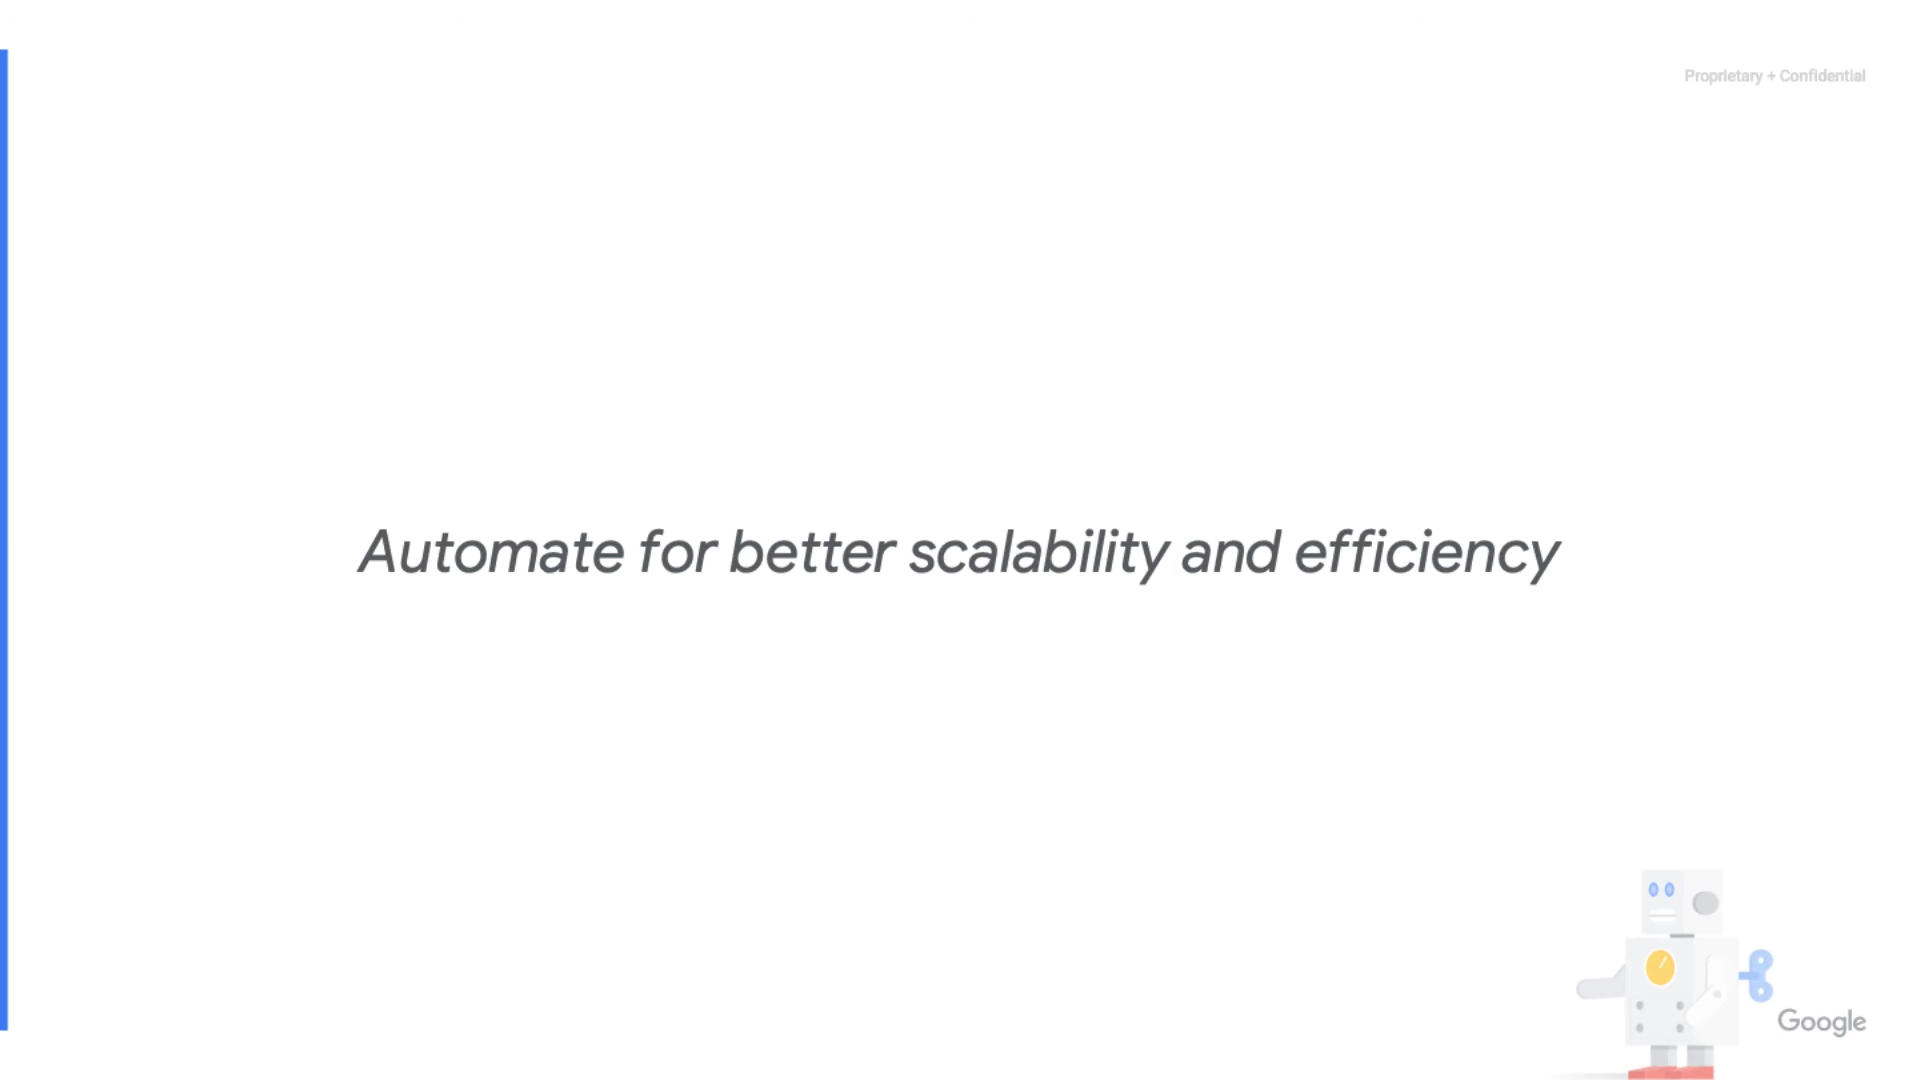 Proprietary + Confidential
Automate for better scalability and efficiency
Google